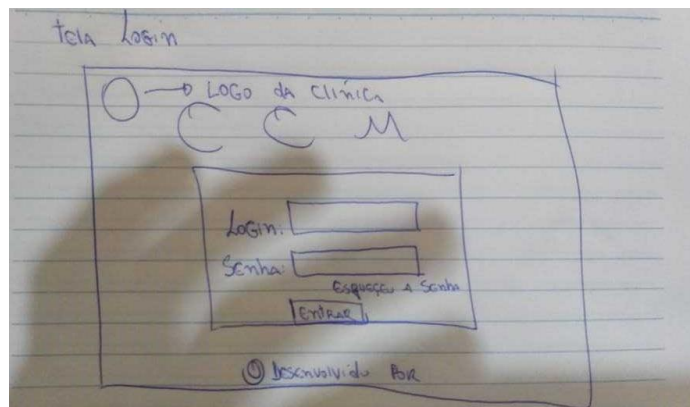 tela Login
LOGO da Clínica
C C M
Login:
Senha:
Esqueceu a Senha
Entrar
Desenvolvido Por